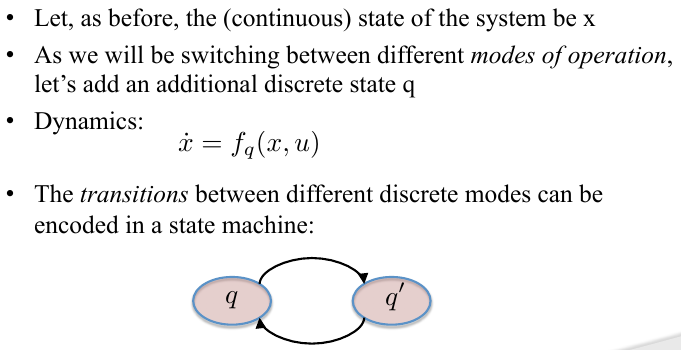 • Let, as before, the (continuous) state of the system be x
• As we will be switching between different modes of operation,
let's add an additional discrete state q
• Dynamics:
ẋ = f_q(x, u)
• The transitions between different discrete modes can be
encoded in a state machine:
q
q′